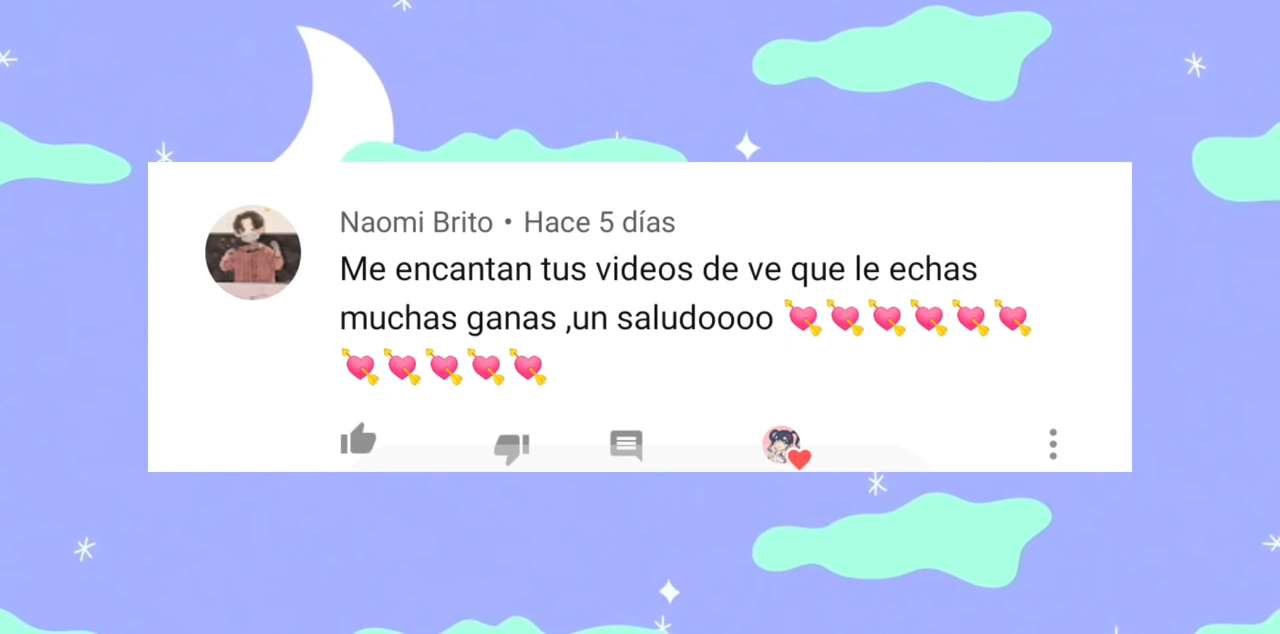 Naomi Brito • Hace 5 días
Me encantan tus videos de ve que le echas
muchas ganas ,un saludoooo 💘💘💘💘💘💘
💘💘💘💘💘